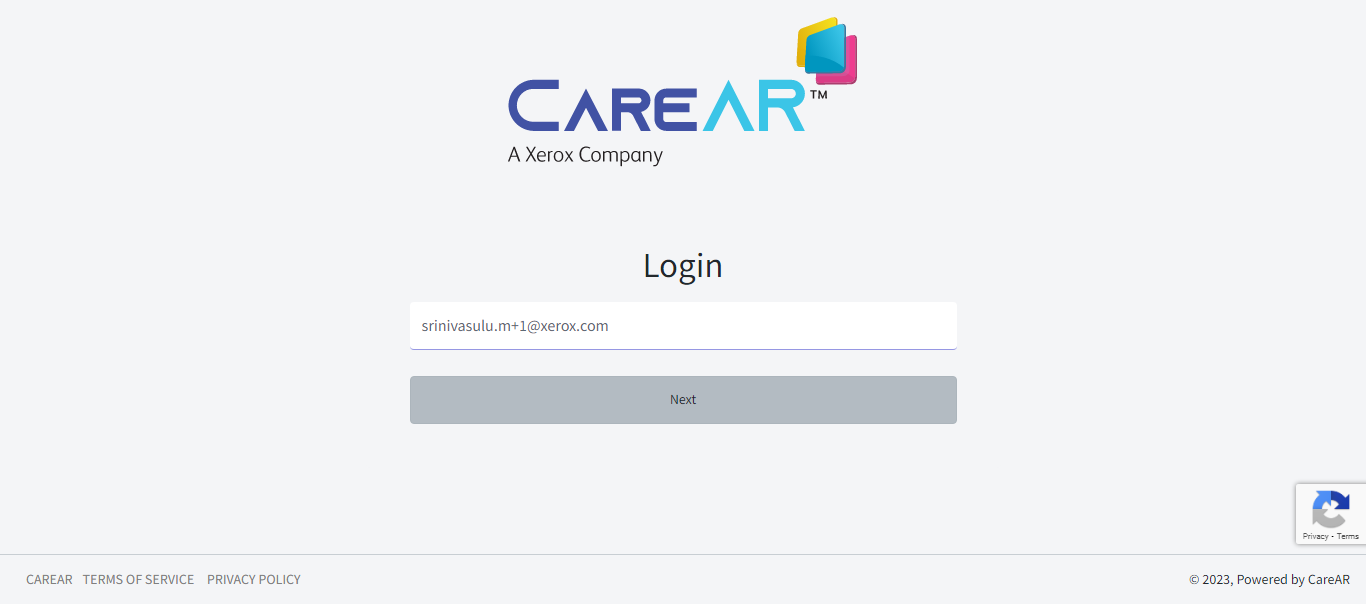 CAREAR™
A Xerox Company
Login
srinivasulu.m+1@xerox.com
Next
Privacy - Terms
CAREAR TERMS OF SERVICE PRIVACY POLICY
© 2023, Powered by CareAR